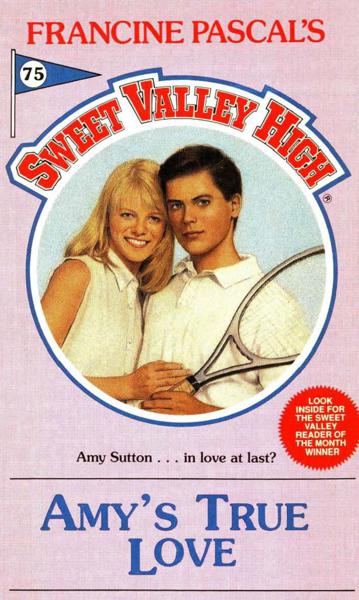 FRANCINE PASCAL'S
75
SWEET VALLEY HIGH®
LOOK
INSIDE FOR
THE SWEET
VALLEY
READER OF
THE MONTH
WINNER
Amy Sutton . . . in love at last?
AMY'S TRUE
LOVE